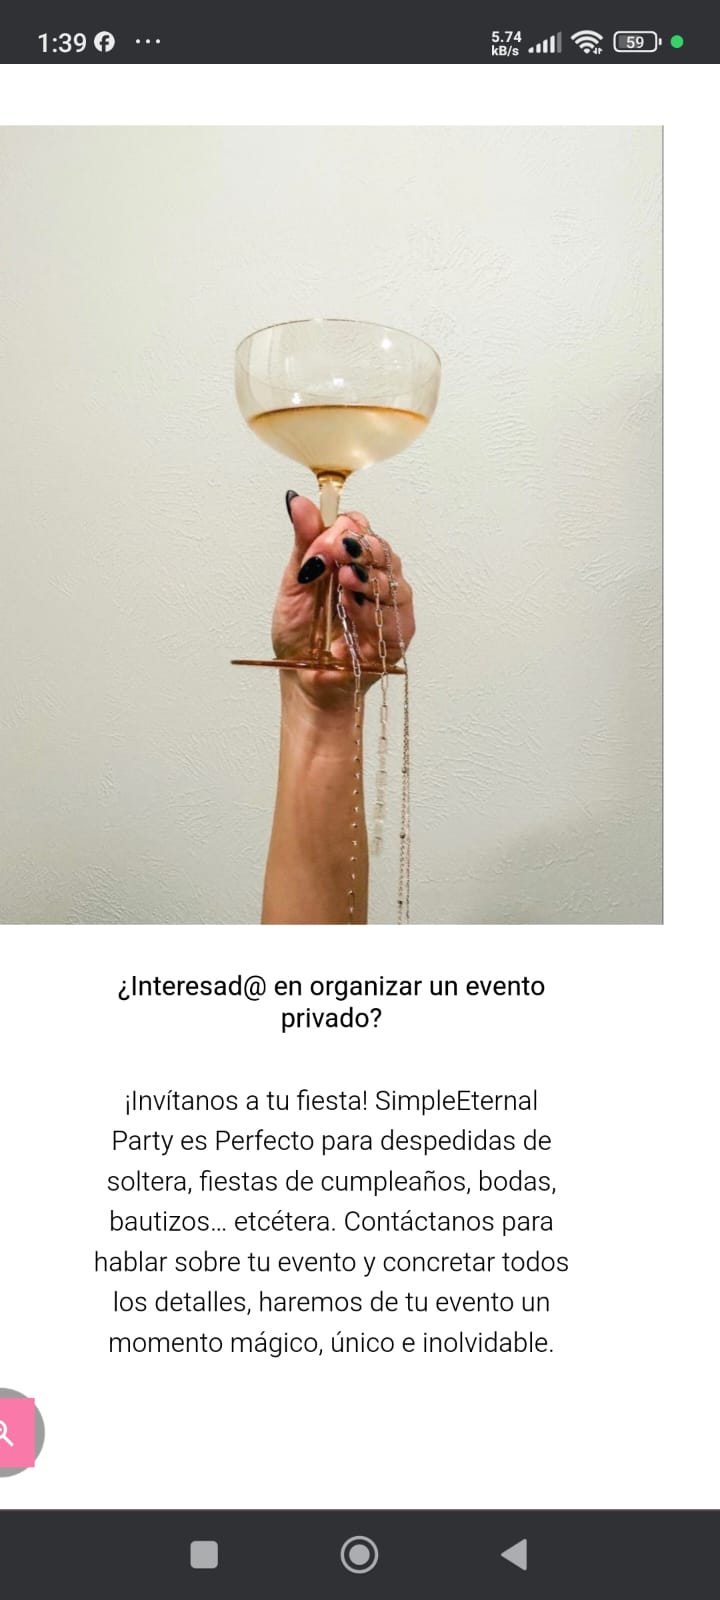 1:39
5.74
kB/s
59
¿Interesad@ en organizar un evento
privado?
¡Invítanos a tu fiesta! SimpleEternal
Party es Perfecto para despedidas de
soltera, fiestas de cumpleaños, bodas,
bautizos... etcétera. Contáctanos para
hablar sobre tu evento y concretar todos
los detalles, haremos de tu evento un
momento mágico, único e inolvidable.